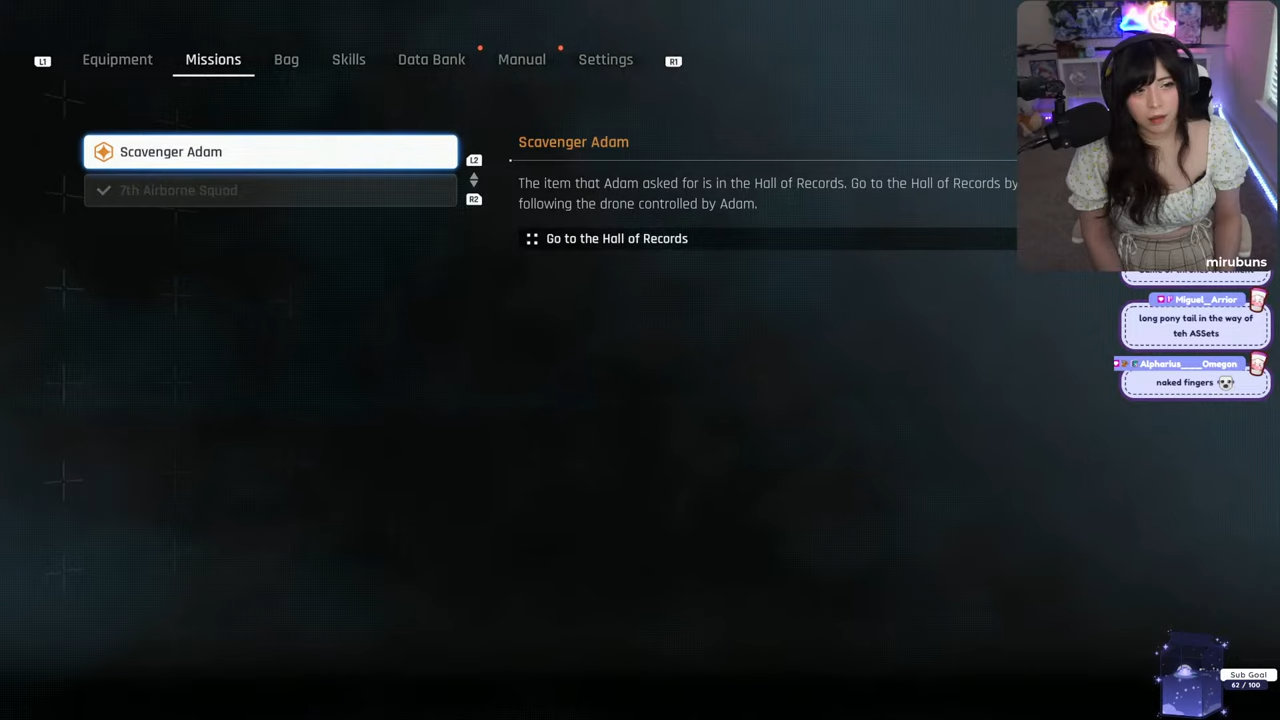 L1 Equipment Missions Bag Skills Data Bank Manual Settings R1
Scavenger Adam
7th Airborne Squad
L2
R2
Scavenger Adam
The item that Adam asked for is in the Hall of Records. Go to the Hall of Records by
following the drone controlled by Adam.
Go to the Hall of Records
mirubuns
Miguel_Arrior
long pony tail in the way of
teh ASSets
Alpharius____Omegon
naked fingers
Sub Goal
62 / 100